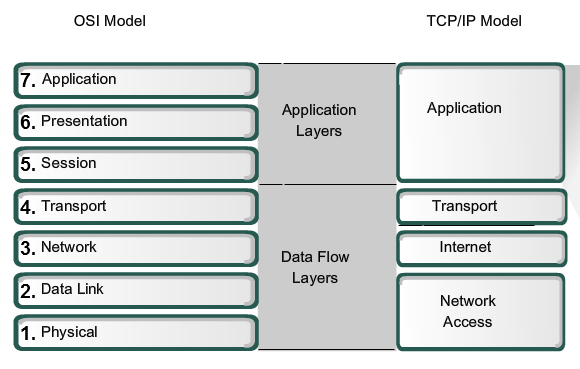 OSI Model
TCP/IP Model
7. Application
6. Presentation
5. Session
4. Transport
3. Network
2. Data Link
1. Physical
Application
Layers
Data Flow
Layers
Application
Transport
Internet
Network
Access